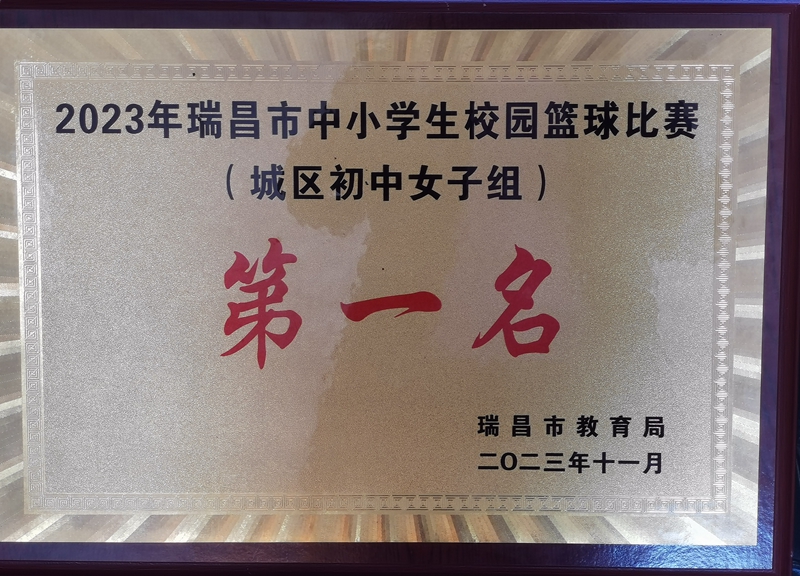 2023年瑞昌市中小学生校园篮球比赛
（城区初中女子组）
第一名
瑞昌市教育局
二〇二三年十一月